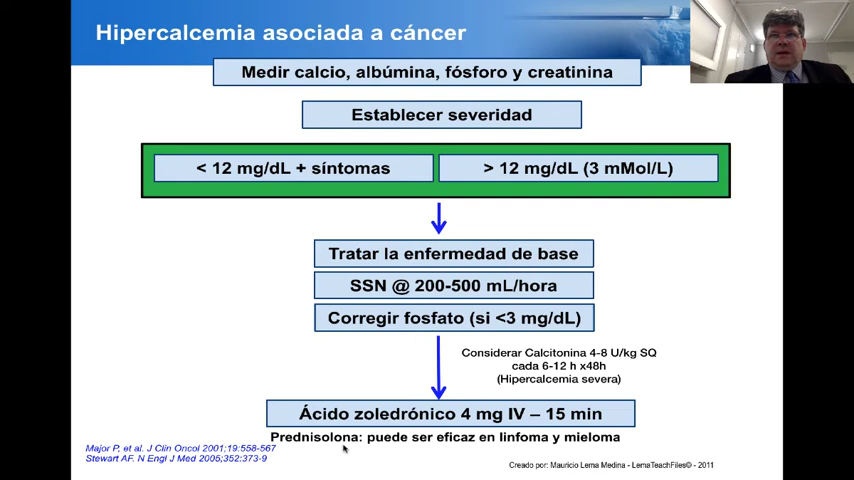 Hipercalcemia asociada a cáncer
Medir calcio, albúmina, fósforo y creatinina
Establecer severidad
< 12 mg/dL + síntomas
> 12 mg/dL (3 mMol/L)
Tratar la enfermedad de base
SSN @ 200-500 mL/hora
Corregir fosfato (si <3 mg/dL)
Considerar Calcitonina 4-8 U/kg SQ
cada 6-12 h x48h
(Hipercalcemia severa)
Ácido zoledrónico 4 mg IV – 15 min
Prednisolona: puede ser eficaz en linfoma y mieloma
Major P, et al. J Clin Oncol 2001;19:558-567
Stewart AF. N Engl J Med 2005;352:373-9
Creado por: Mauricio Lema Medina - LemaTeachFiles© - 2011